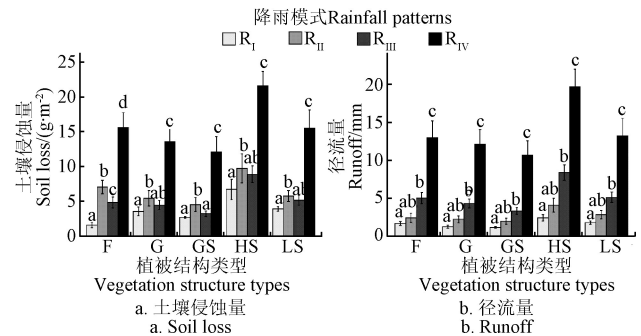 降雨模式Rainfall patterns
R_I R_II R_III R_IV
土壤侵蚀量
Soil loss/(g·m⁻²)
25
20
15
10
5
0
a b c d
a b ab c
a b a c
a b ab c
a b ab c
F G GS HS LS
植被结构类型
Vegetation structure types
a. 土壤侵蚀量
a. Soil loss
径流量
Runoff/mm
20
15
10
5
0
a ab b c
a ab b c
a ab b c
a ab b c
a ab b c
F G GS HS LS
植被结构类型
Vegetation structure types
b. 径流量
b. Runoff